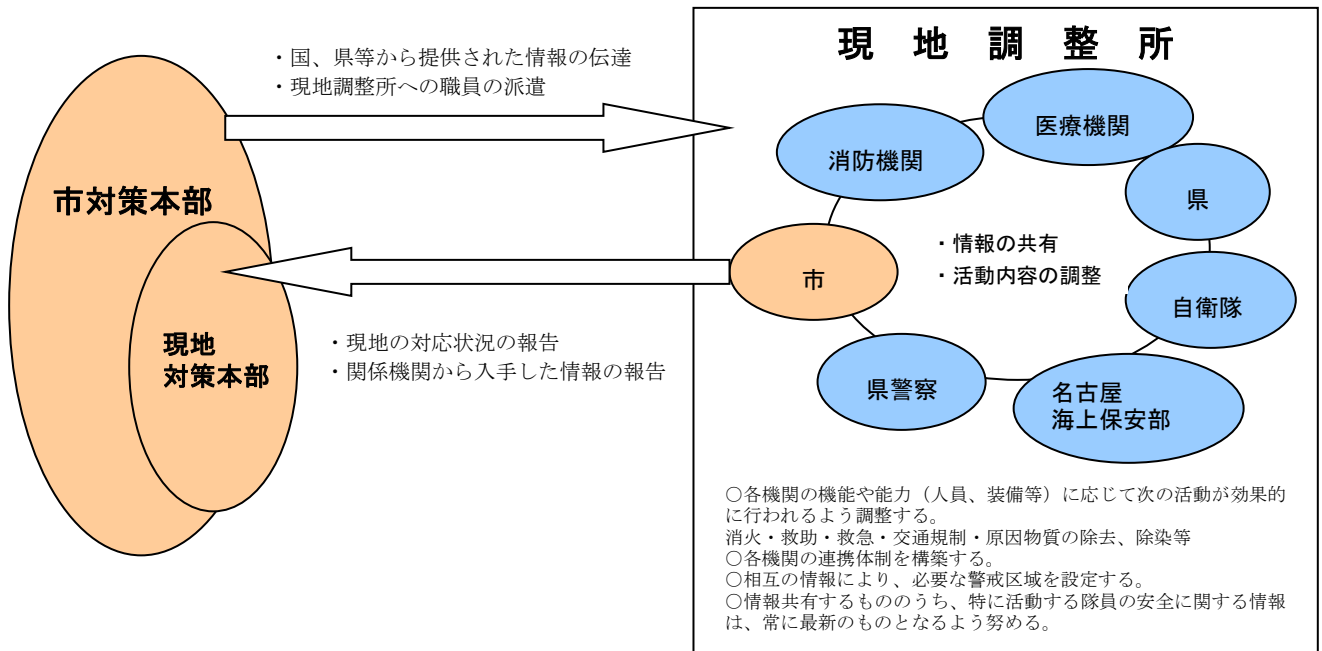 ・国、県等から提供された情報の伝達
・現地調整所への職員の派遣
市対策本部
現地
対策本部
・現地の対応状況の報告
・関係機関から入手した情報の報告
現 地 調 整 所
医療機関
消防機関
県
・情報の共有
・活動内容の調整
市
自衛隊
県警察
名古屋
海上保安部
○各機関の機能や能力（人員、装備等）に応じて次の活動が効果的
に行われるよう調整する。
消火・救助・救急・交通規制・原因物質の除去、除染等
○各機関の連携体制を構築する。
○相互の情報により、必要な警戒区域を設定する。
○情報共有するもののうち、特に活動する隊員の安全に関する情報
は、常に最新のものとなるよう努める。